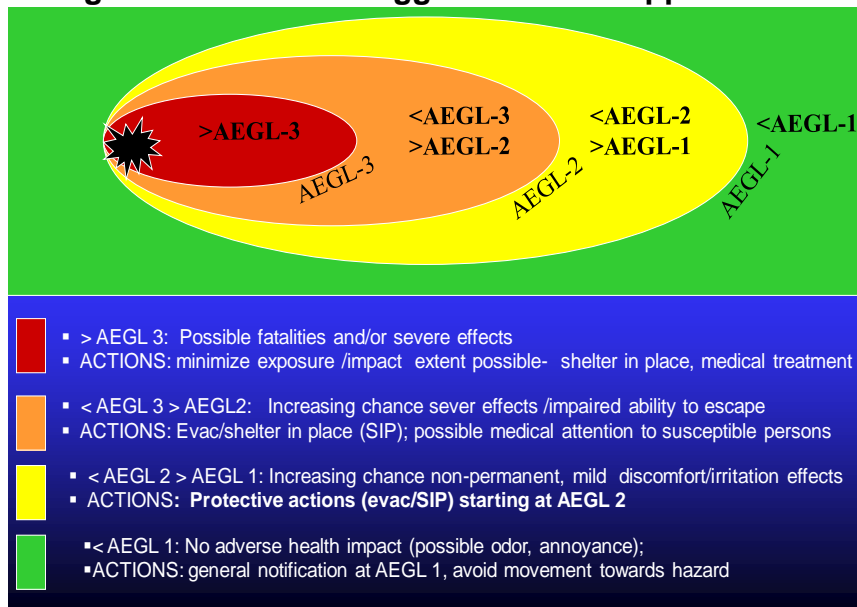 >AEGL-3
<AEGL-3
>AEGL-2
<AEGL-2
>AEGL-1
<AEGL-1
AEGL-3
AEGL-2
AEGL-1
▪ > AEGL 3: Possible fatalities and/or severe effects
▪ ACTIONS: minimize exposure /impact extent possible- shelter in place, medical treatment
▪ < AEGL 3 > AEGL2: Increasing chance sever effects /impaired ability to escape
▪ ACTIONS: Evac/shelter in place (SIP); possible medical attention to susceptible persons
▪ < AEGL 2 > AEGL 1: Increasing chance non-permanent, mild discomfort/irritation effects
▪ ACTIONS: Protective actions (evac/SIP) starting at AEGL 2
▪< AEGL 1: No adverse health impact (possible odor, annoyance);
▪ACTIONS: general notification at AEGL 1, avoid movement towards hazard